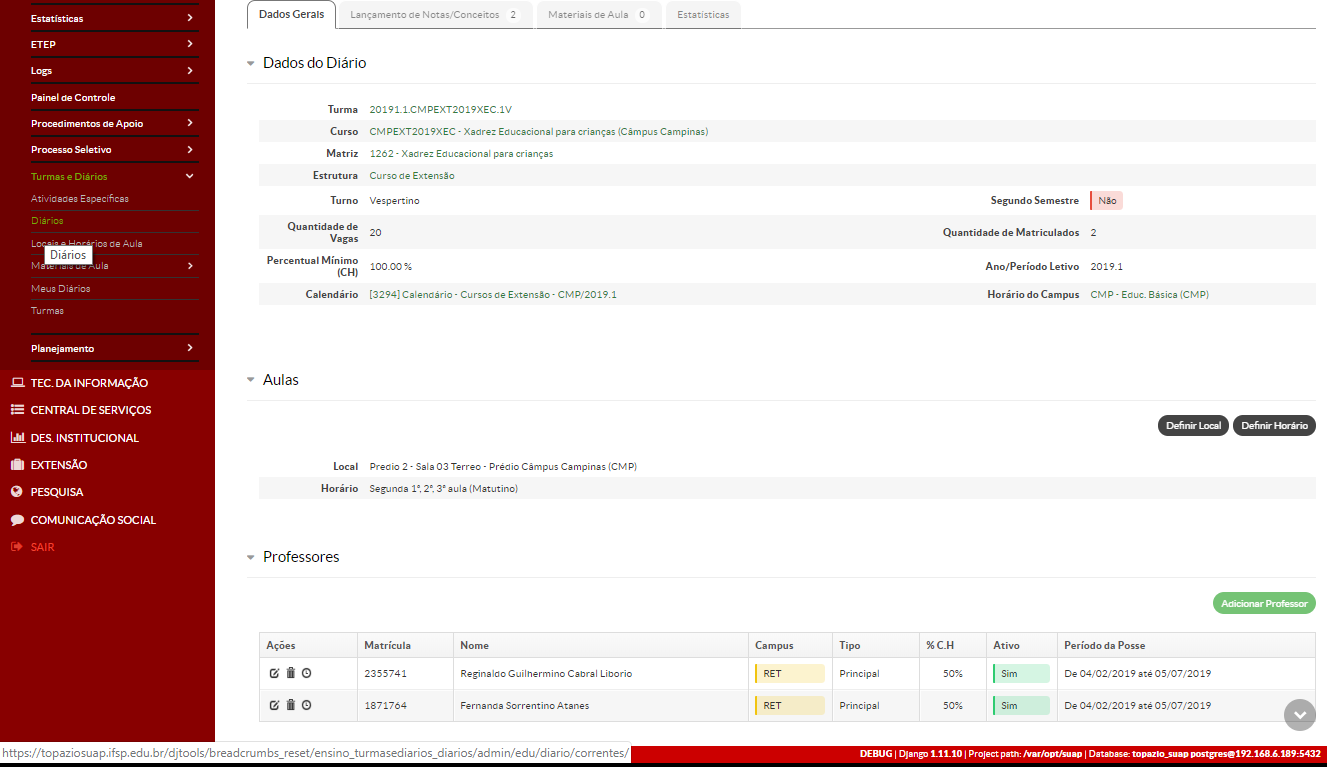 Estatísticas
ETEP
Logs
Painel de Controle
Procedimentos de Apoio
Processo Seletivo
Turmas e Diários
Atividades Específicas
Diários
Locais e Horários de Aula
Diários
Materiais de Aula
Meus Diários
Turmas
Planejamento
TEC. DA INFORMAÇÃO
CENTRAL DE SERVIÇOS
DES. INSTITUCIONAL
EXTENSÃO
PESQUISA
COMUNICAÇÃO SOCIAL
SAIR
Dados Gerais Lançamento de Notas/Conceitos 2 Materiais de Aula 0 Estatísticas
Dados do Diário
Turma 20191.1.CMPEXT2019XEC.1V
Curso CMPEXT2019XEC - Xadrez Educacional para crianças (Câmpus Campinas)
Matriz 1262 - Xadrez Educacional para crianças
Estrutura Curso de Extensão
Turno Vespertino Segundo Semestre Não
Quantidade de Vagas 20 Quantidade de Matriculados 2
Percentual Mínimo (CH) 100.00 % Ano/Período Letivo 2019.1
Calendário [3294] Calendário - Cursos de Extensão - CMP/2019.1 Horário do Campus CMP - Educ. Básica (CMP)
Aulas
Definir Local Definir Horário
Local Predio 2 - Sala 03 Terreo - Prédio Câmpus Campinas (CMP)
Horário Segunda 1ª, 2ª, 3ª aula (Matutino)
Professores
Adicionar Professor
Ações Matrícula Nome Campus Tipo % C.H Ativo Período da Posse
2355741 Reginaldo Guilhermino Cabral Liborio RET Principal 50% Sim De 04/02/2019 até 05/07/2019
1871764 Fernanda Sorrentino Atanes RET Principal 50% Sim De 04/02/2019 até 05/07/2019
https://topaziosuap.ifsp.edu.br/djtools/breadcrumbs_reset/ensino_turmasediarios_diarios/admin/edu/diario/correntes/
DEBUG | Django 1.11.10 | Project path: /var/opt/suap | Database: topazio_suap postgres@192.168.6.189:5432